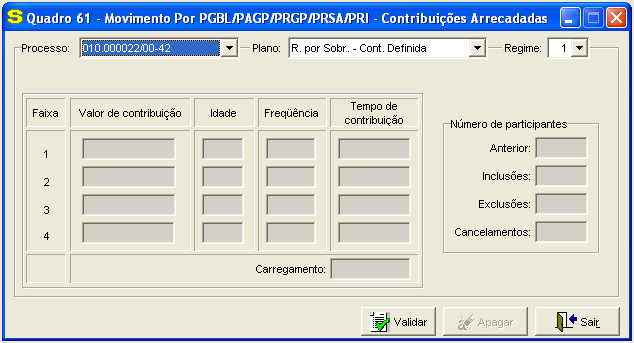 S Quadro 61 - Movimento Por PGBL/PAGP/PRGP/PRSA/PRI - Contribuições Arrecadadas
Processo: 010.000022/00-42 Plano: R. por Sobr. - Cont. Definida Regime: 1
Faixa Valor de contribuição Idade Freqüência Tempo de contribuição
Número de participantes
1
Anterior:
2
Inclusões:
3
Exclusões:
4
Cancelamentos:
Carregamento:
Validar Apagar Sair